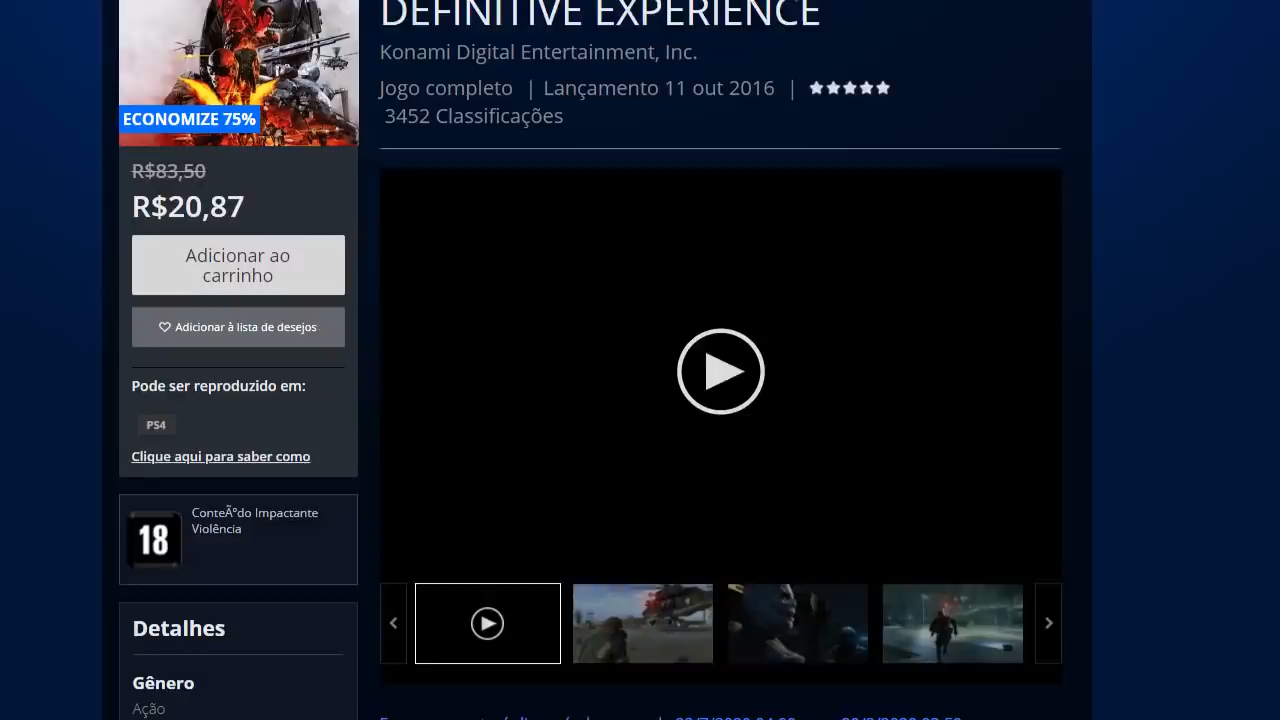 DEFINITIVE EXPERIENCE
Konami Digital Entertainment, Inc.
Jogo completo | Lançamento 11 out 2016 |
3452 Classificações
ECONOMIZE 75%
R$83,50
R$20,87
Adicionar ao
carrinho
Adicionar à lista de desejos
Pode ser reproduzido em:
PS4
Clique aqui para saber como
18
ConteÃºdo Impactante
Violência
Detalhes
Gênero
Ação